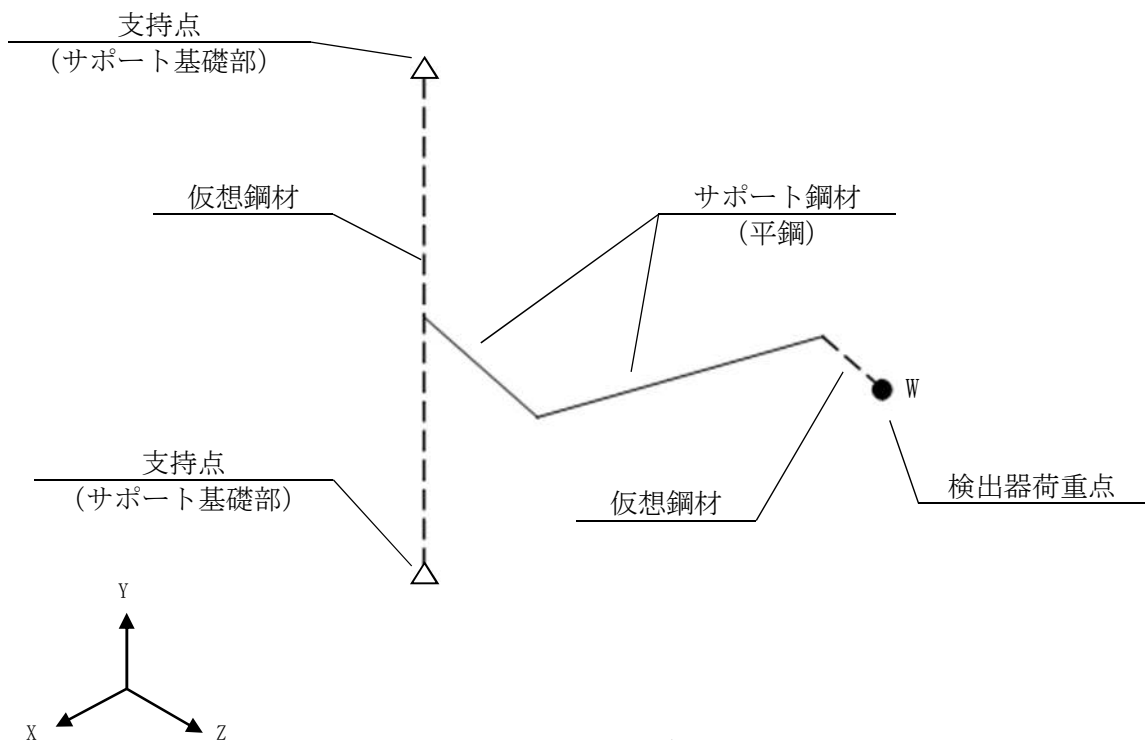 支持点
(サポート基礎部)
仮想鋼材
サポート鋼材
(平鋼)
W
支持点
(サポート基礎部)
仮想鋼材
検出器荷重点
Y
X
Z